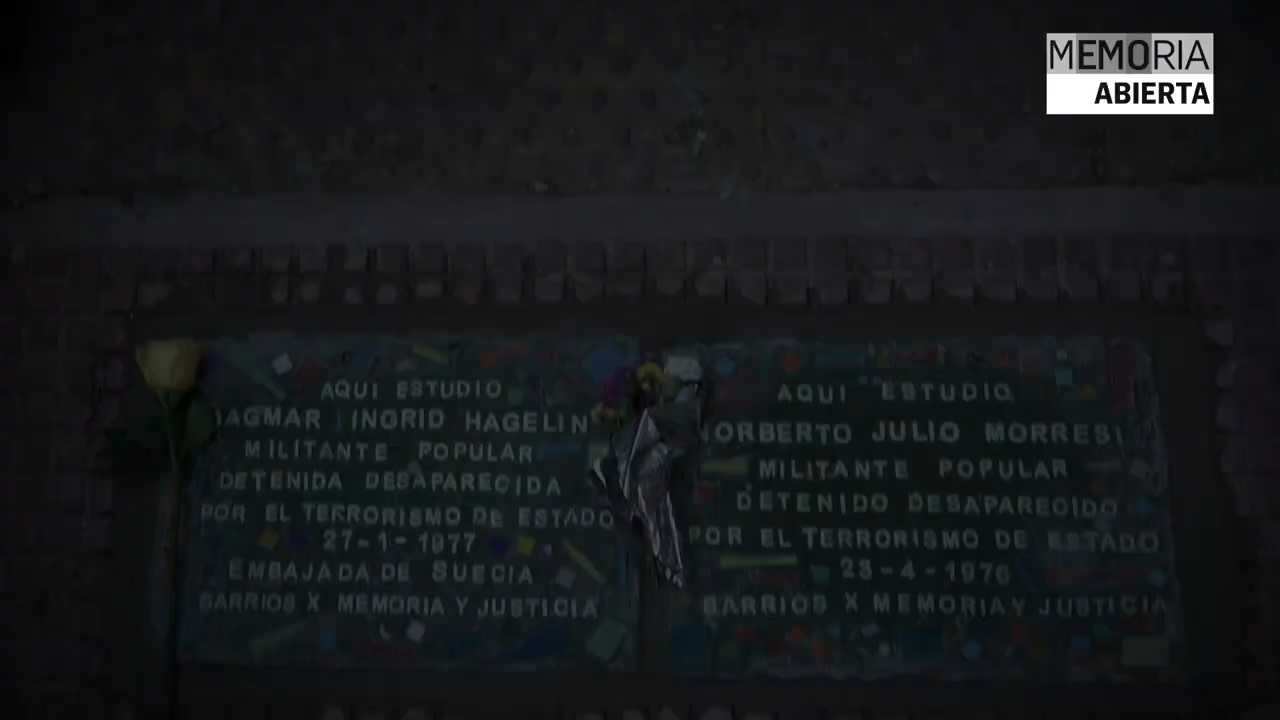 MEMORIA
ABIERTA
AQUI ESTUDIO
DAGMAR INGRID HAGELIN
MILITANTE POPULAR
DETENIDA DESAPARECIDA
POR EL TERRORISMO DE ESTADO
27-1-1977
EMBAJADA DE SUECIA
BARRIOS X MEMORIA Y JUSTICIA
AQUI ESTUDIO
NORBERTO JULIO MORRESI
MILITANTE POPULAR
DETENIDO DESAPARECIDO
POR EL TERRORISMO DE ESTADO
23-4-1976
BARRIOS X MEMORIA Y JUSTICIA